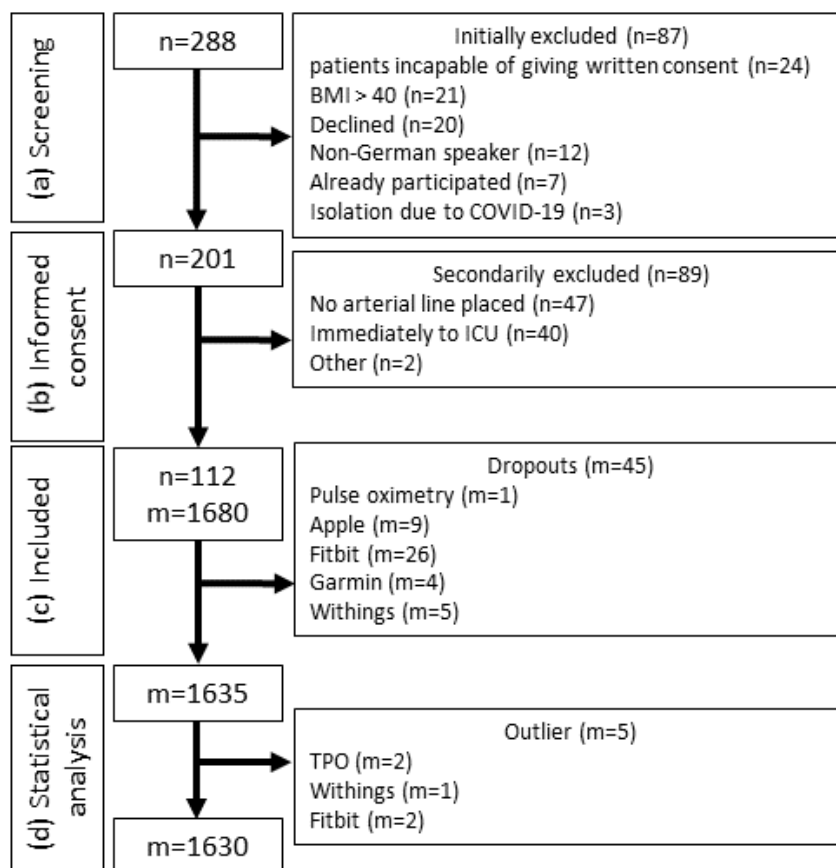 (a) Screening
n=288
Initially excluded (n=87)
patients incapable of giving written consent (n=24)
BMI > 40 (n=21)
Declined (n=20)
Non-German speaker (n=12)
Already participated (n=7)
Isolation due to COVID-19 (n=3)
(b) Informed
consent
n=201
Secondarily excluded (n=89)
No arterial line placed (n=47)
Immediately to ICU (n=40)
Other (n=2)
(c) Included
n=112
m=1680
Dropouts (m=45)
Pulse oximetry (m=1)
Apple (m=9)
Fitbit (m=26)
Garmin (m=4)
Withings (m=5)
(d) Statistical
analysis
m=1635
Outlier (m=5)
TPO (m=2)
Withings (m=1)
Fitbit (m=2)
m=1630